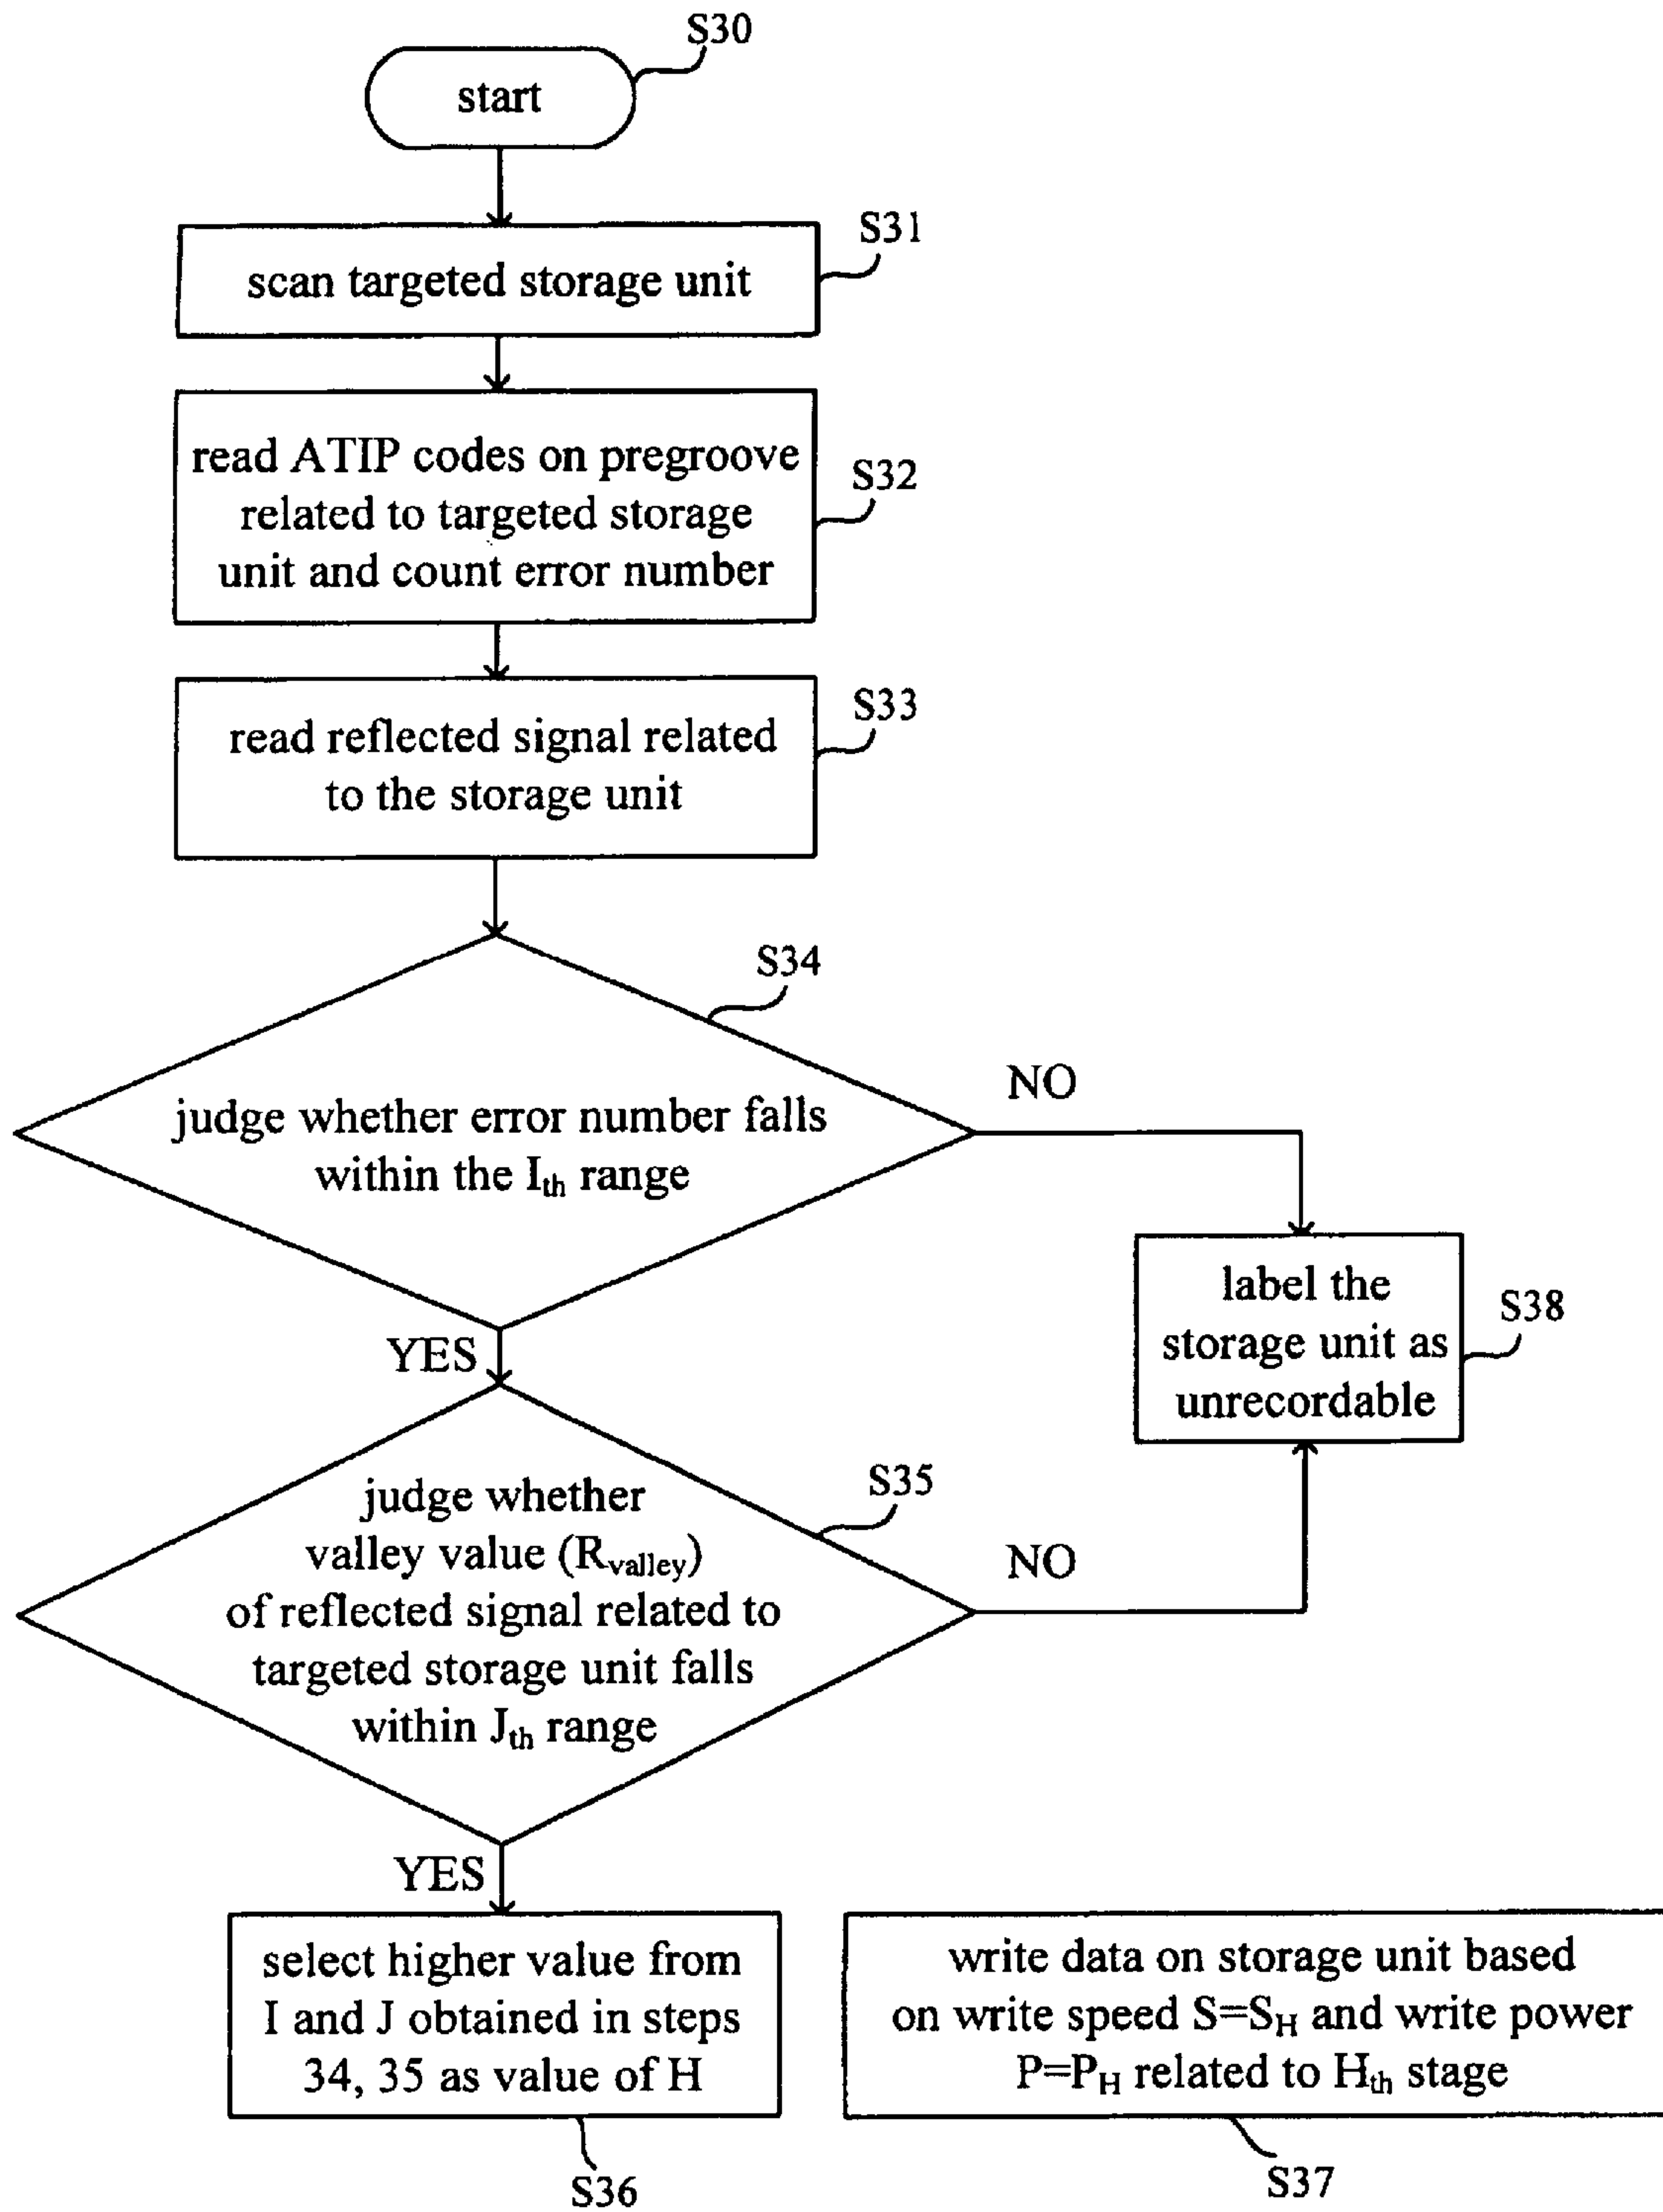 S30
start
S31
scan targeted storage unit
read ATIP codes on pregroove
related to targeted storage
unit and count error number
S32
S33
read reflected signal related
to the storage unit
S34
NO
judge whether error number falls
within the Ith range
YES
label the
storage unit as
unrecordable
S38
S35
judge whether
valley value (Rvalley)
of reflected signal related to
targeted storage unit falls
within Jth range
NO
YES
select higher value from
I and J obtained in steps
34, 35 as value of H
S36
write data on storage unit based
on write speed S=SH and write power
P=PH related to Hth stage
S37